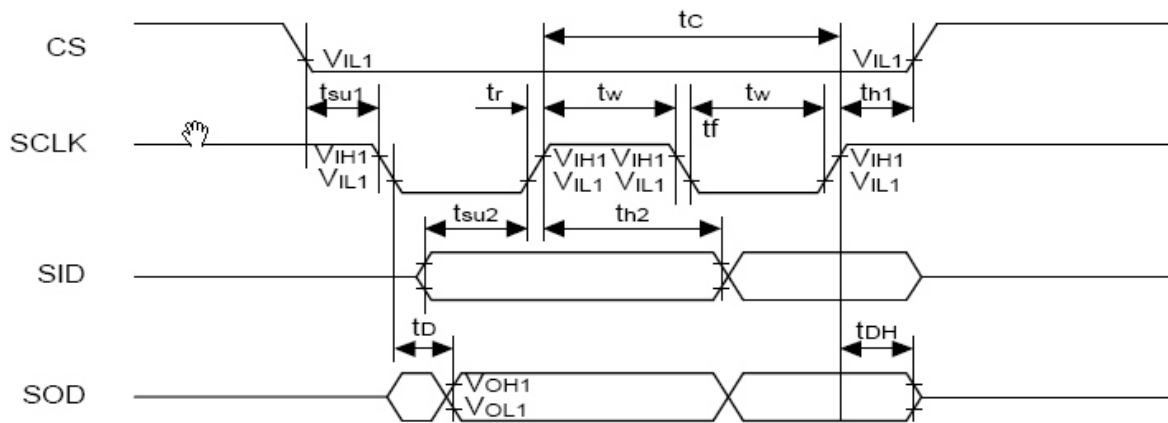 tc
CS
VIL1 VIL1
tsu1 tr tw tw th1
tf
SCLK
VIH1 VIH1 VIH1 VIH1
VIL1 VIL1 VIL1 VIL1
tsu2 th2
SID
tD tDH
SOD
VOH1
VOL1